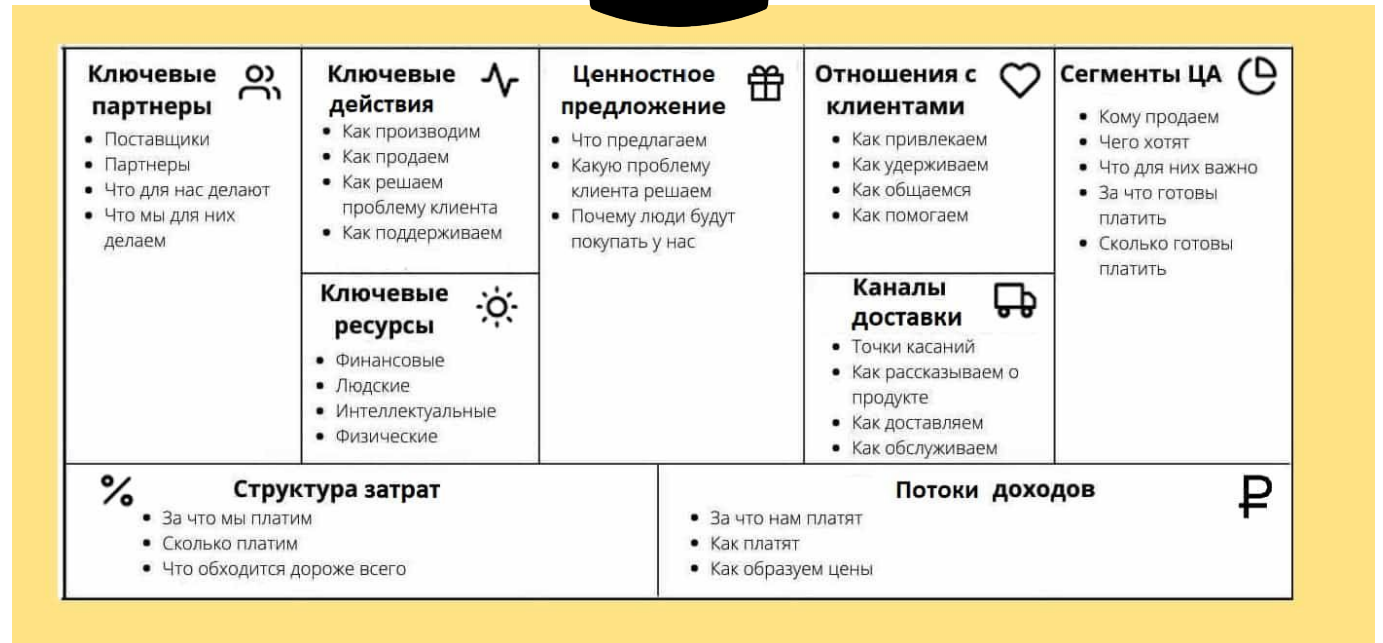 Ключевые
партнеры
Поставщики
Партнеры
Что для нас делают
Что мы для них
делаем
Ключевые
действия
Как производим
Как продаем
Как решаем
проблему клиента
Как поддерживаем
Ключевые
ресурсы
Финансовые
Людские
Интеллектуальные
Физические
Ценностное
предложение
Что предлагаем
Какую проблему
клиента решаем
Почему люди будут
покупать у нас
Отношения с
клиентами
Как привлекаем
Как удерживаем
Как общаемся
Как помогаем
Каналы
доставки
Точки касаний
Как рассказываем о
продукте
Как доставляем
Как обслуживаем
Сегменты ЦА
Кому продаем
Чего хотят
Что для них важно
За что готовы
платить
Сколько готовы
платить
%
Структура затрат
За что мы платим
Сколько платим
Что обходится дороже всего
Потоки доходов
₽
За что нам платят
Как платят
Как образуем цены